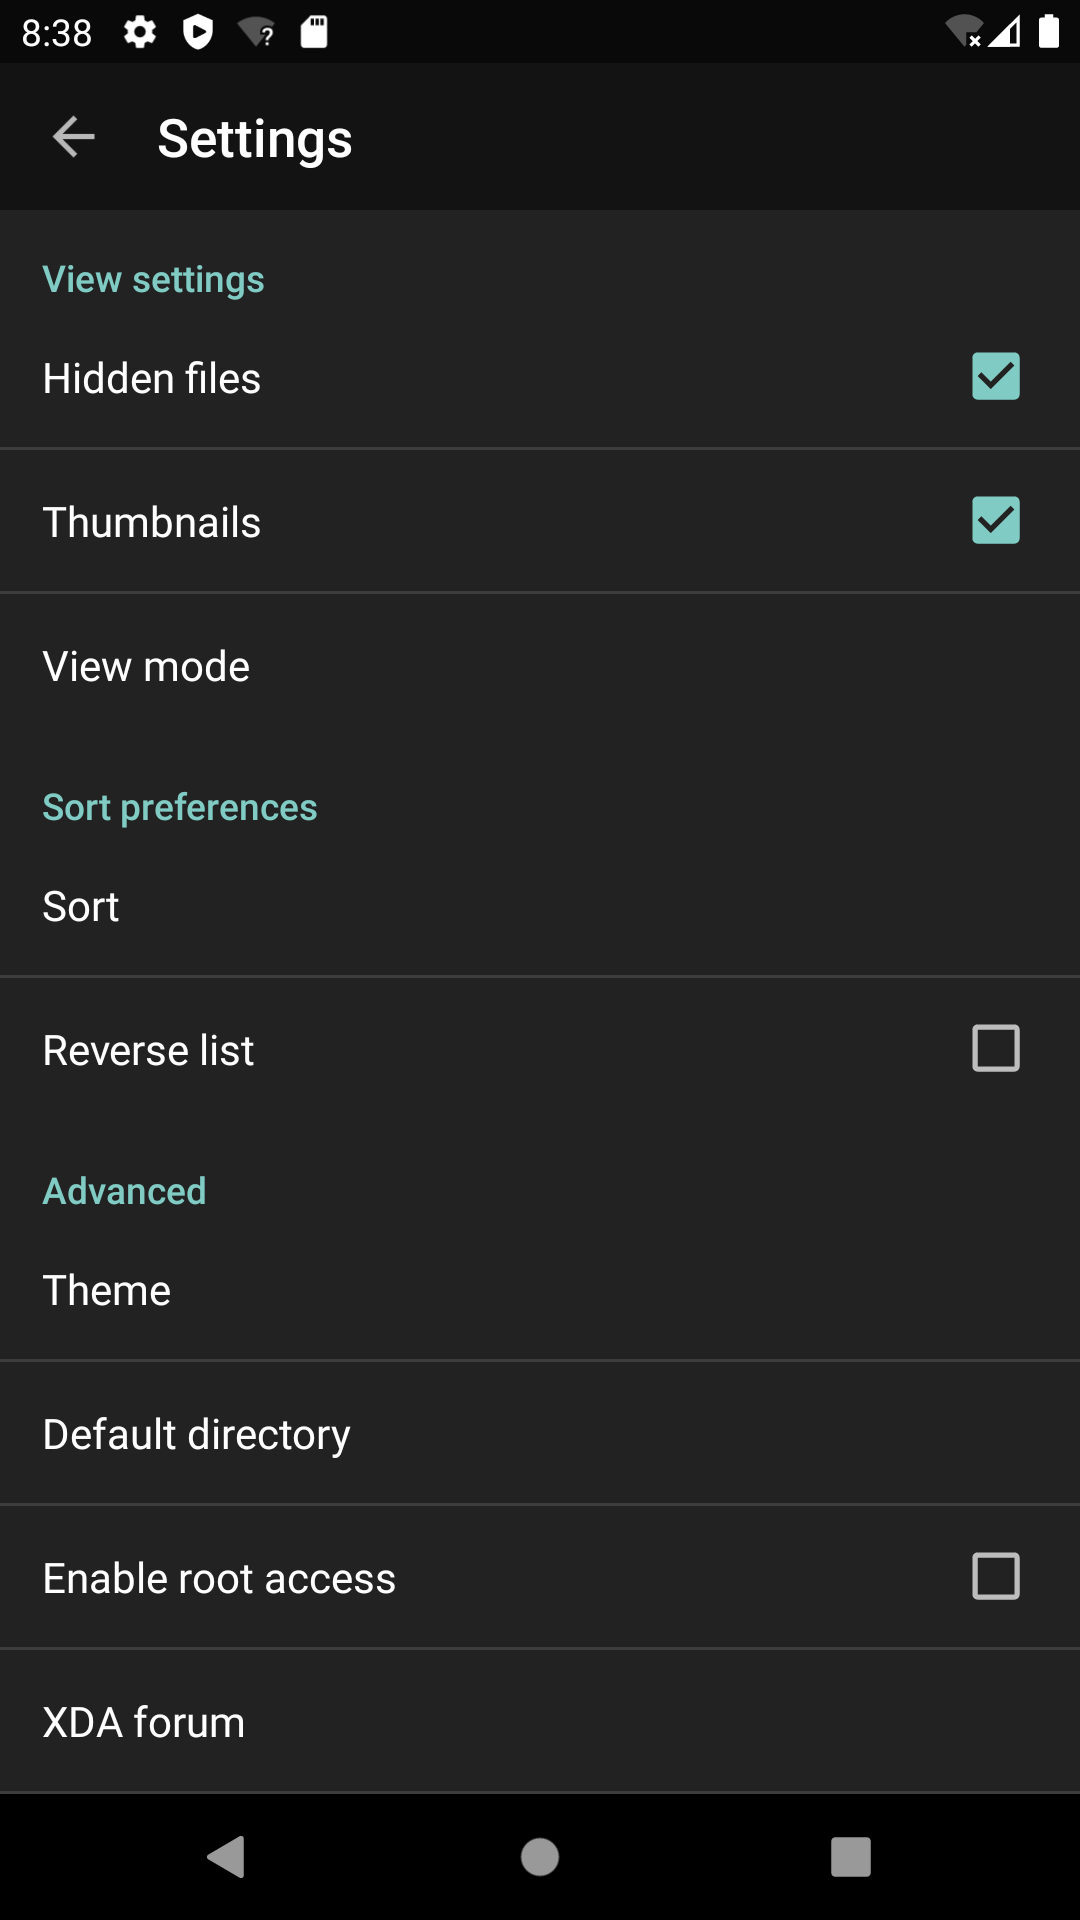 8:38
Settings
View settings
Hidden files
Thumbnails
View mode
Sort preferences
Sort
Reverse list
Advanced
Theme
Default directory
Enable root access
XDA forum